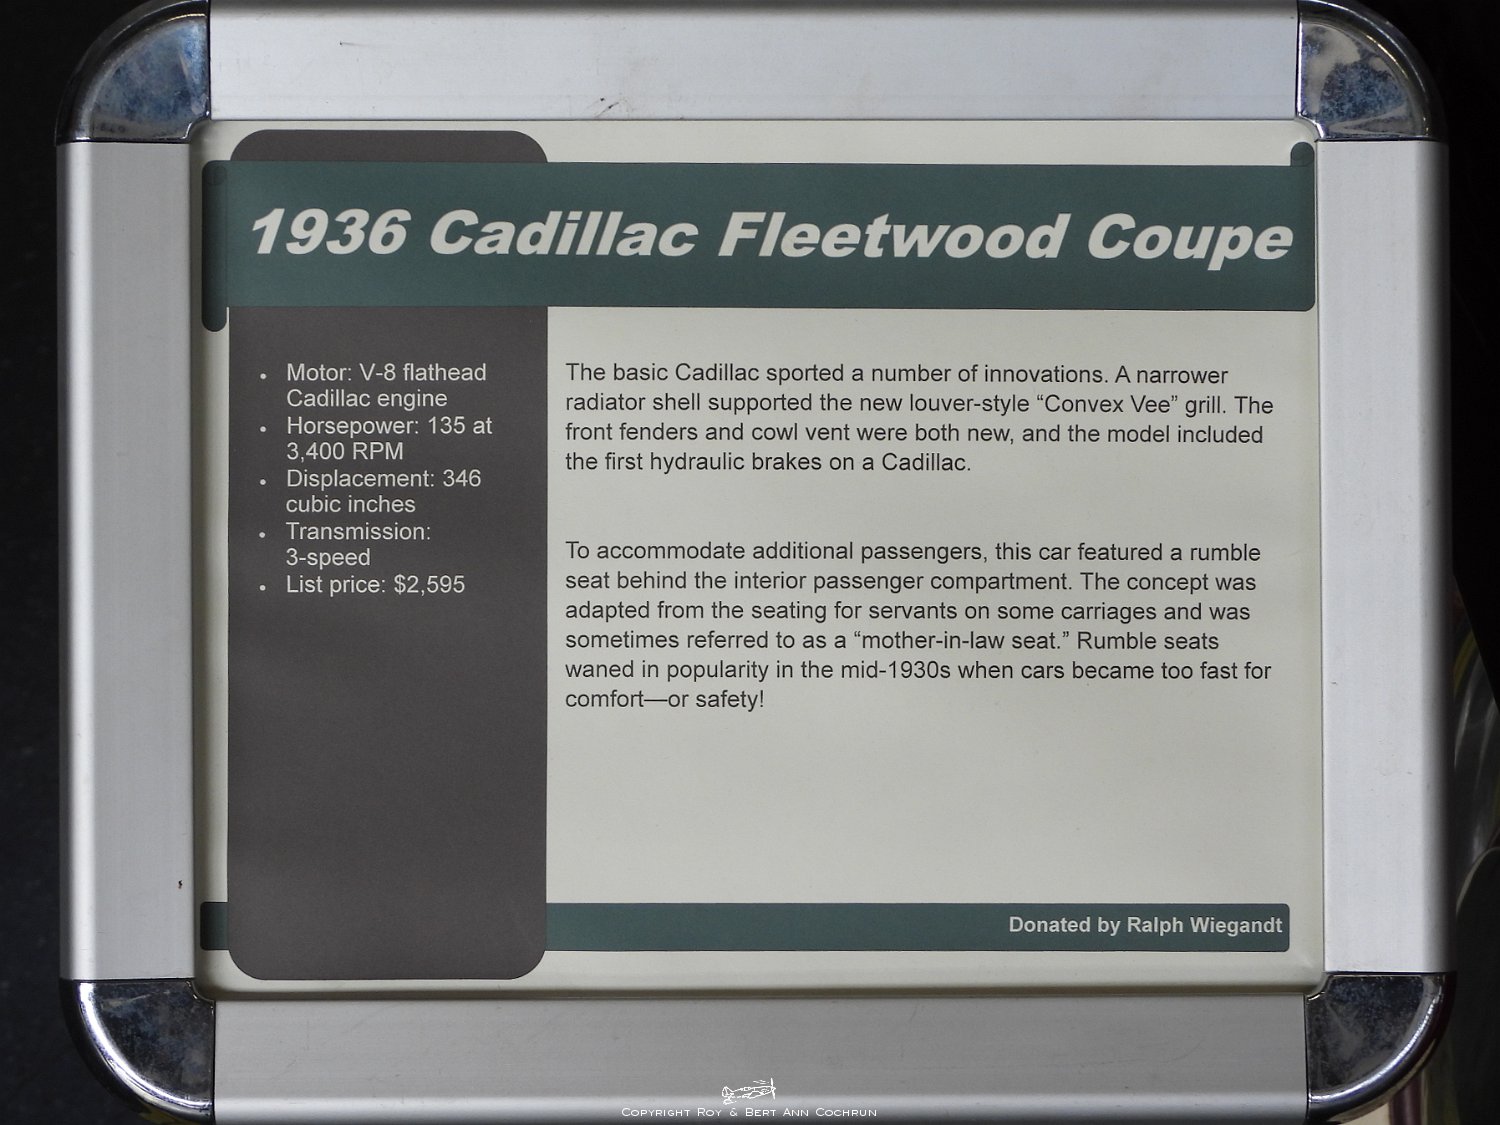 1936 Cadillac Fleetwood Coupe
• Motor: V-8 flathead
Cadillac engine
• Horsepower: 135 at
3,400 RPM
• Displacement: 346
cubic inches
• Transmission:
3-speed
• List price: $2,595
The basic Cadillac sported a number of innovations. A narrower
radiator shell supported the new louver-style “Convex Vee” grill. The
front fenders and cowl vent were both new, and the model included
the first hydraulic brakes on a Cadillac.
To accommodate additional passengers, this car featured a rumble
seat behind the interior passenger compartment. The concept was
adapted from the seating for servants on some carriages and was
sometimes referred to as a “mother-in-law seat.” Rumble seats
waned in popularity in the mid-1930s when cars became too fast for
comfort—or safety!
Donated by Ralph Wiegandt
Copyright Roy & Bert Ann Cochrun